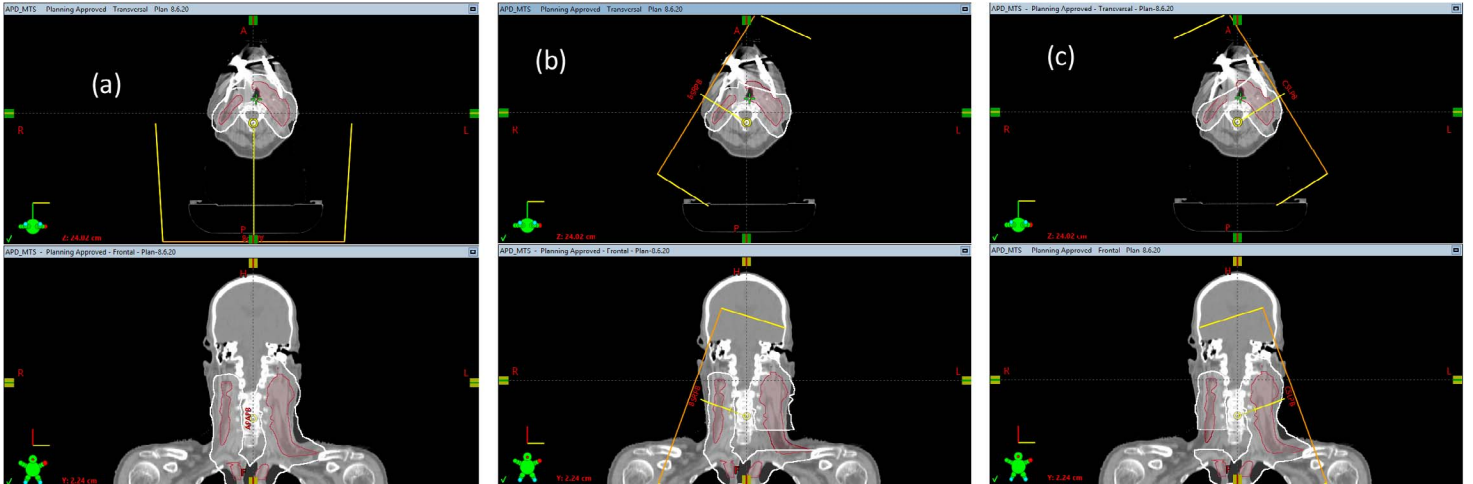 APD_MTS - Planning Approved - Transversal - Plan-8.6.20
(a)
A
R
L
P
Z: 24.02 cm
APD_MTS - Planning Approved - Frontal - Plan-8.6.20
H
R
L
F
Y: 2.24 cm
APD_MTS - Planning Approved - Transversal - Plan-8.6.20
(b)
A
R
L
P
Z: 24.02 cm
APD_MTS - Planning Approved - Frontal - Plan-8.6.20
H
R
L
F
Y: 2.24 cm
APD_MTS - Planning Approved - Transversal - Plan-8.6.20
(c)
A
CSLPB
R
L
P
Z: 24.02 cm
APD_MTS - Planning Approved - Frontal - Plan-8.6.20
H
R
L
F
Y: 2.24 cm